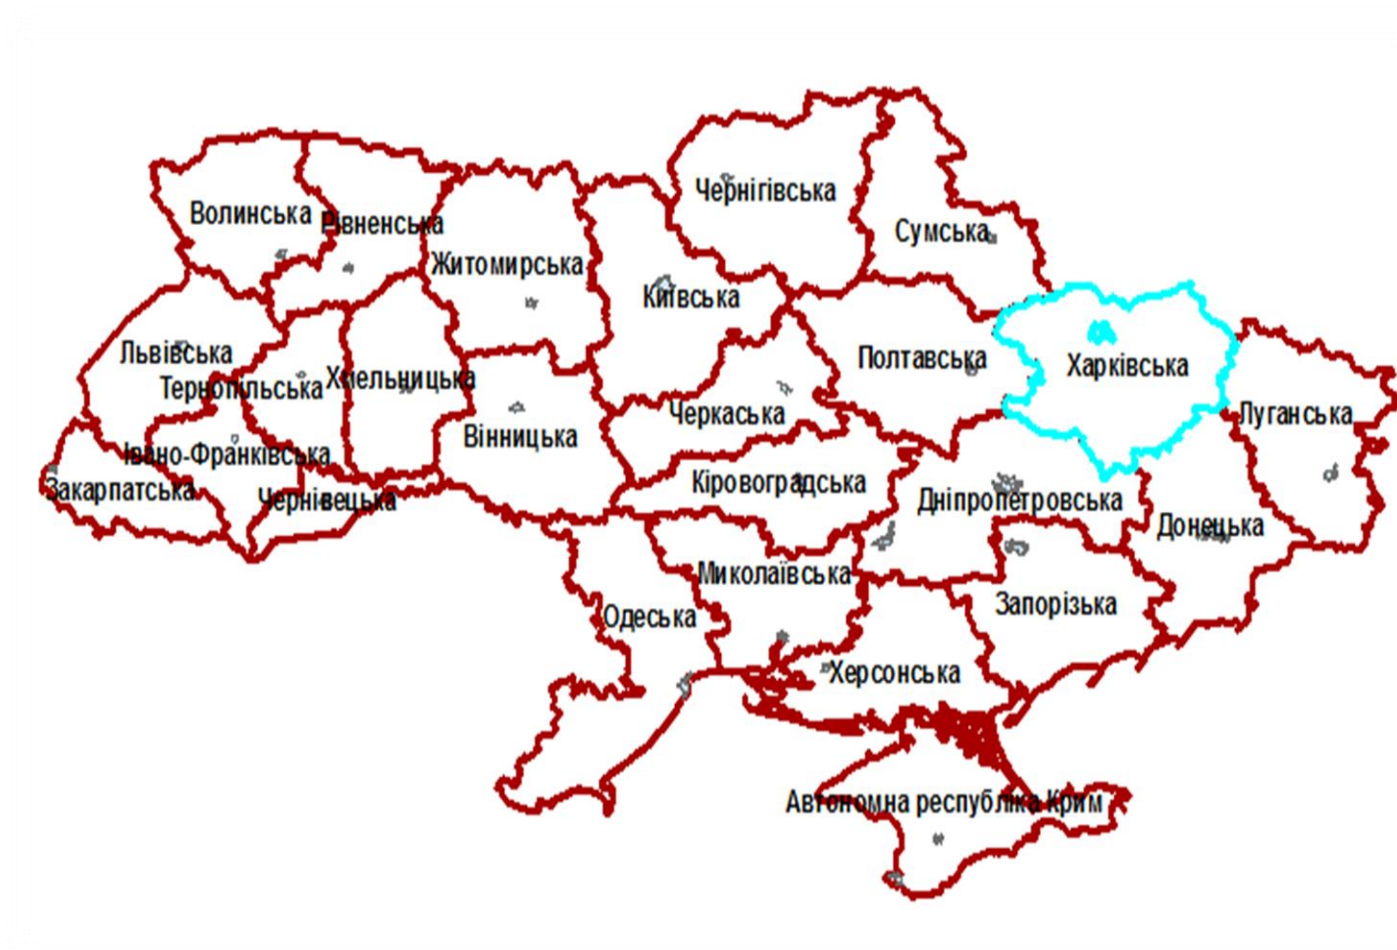 Чернігівська
Волинська
Рівненська
Сумська
Житомирська
Київська
Львівська
Полтавська
Харківська
Тернопільська
Хмельницька
Черкаська
Луганська
Вінницька
Івано-Франківська
Кіровоградська
Закарпатська
Чернівецька
Дніпропетровська
Донецька
Миколаївська
Запорізька
Одеська
Херсонська
Автономна республіка Крим